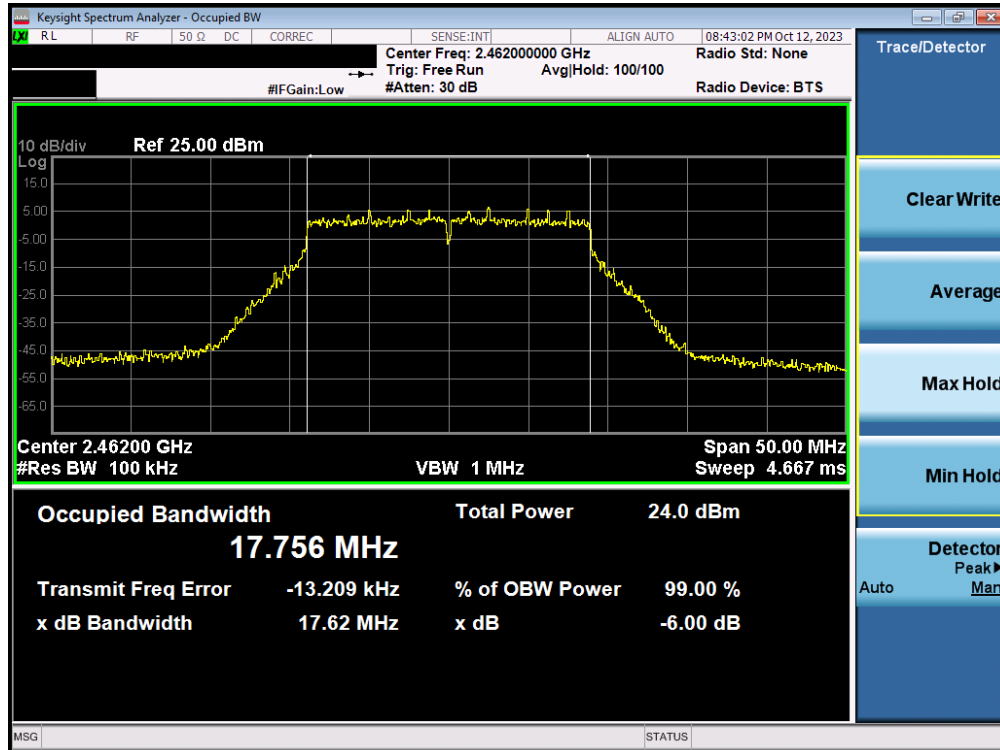 Keysight Spectrum Analyzer - Occupied BW
LXI RL RF 50 Ω DC CORREC SENSE:INT ALIGN AUTO 08:43:02 PM Oct 12, 2023
Center Freq: 2.462000000 GHz Radio Std: None
Trig: Free Run Avg|Hold: 100/100
#IFGain:Low #Atten: 30 dB Radio Device: BTS
10 dB/div Ref 25.00 dBm
Log
15.0
5.00
-5.00
-15.0
-25.0
-35.0
-45.0
-55.0
-65.0
Center 2.46200 GHz Span 50.00 MHz
#Res BW 100 kHz VBW 1 MHz Sweep 4.667 ms
Occupied Bandwidth Total Power 24.0 dBm
17.756 MHz
Transmit Freq Error -13.209 kHz % of OBW Power 99.00 %
x dB Bandwidth 17.62 MHz x dB -6.00 dB
MSG STATUS
Trace/Detector
Clear Write
Average
Max Hold
Min Hold
Detector
Peak▶
Auto Man